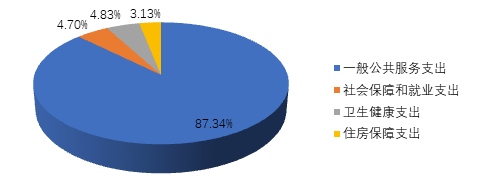 4.83%
3.13%
4.70%
87.34%
一般公共服务支出
社会保障和就业支出
卫生健康支出
住房保障支出